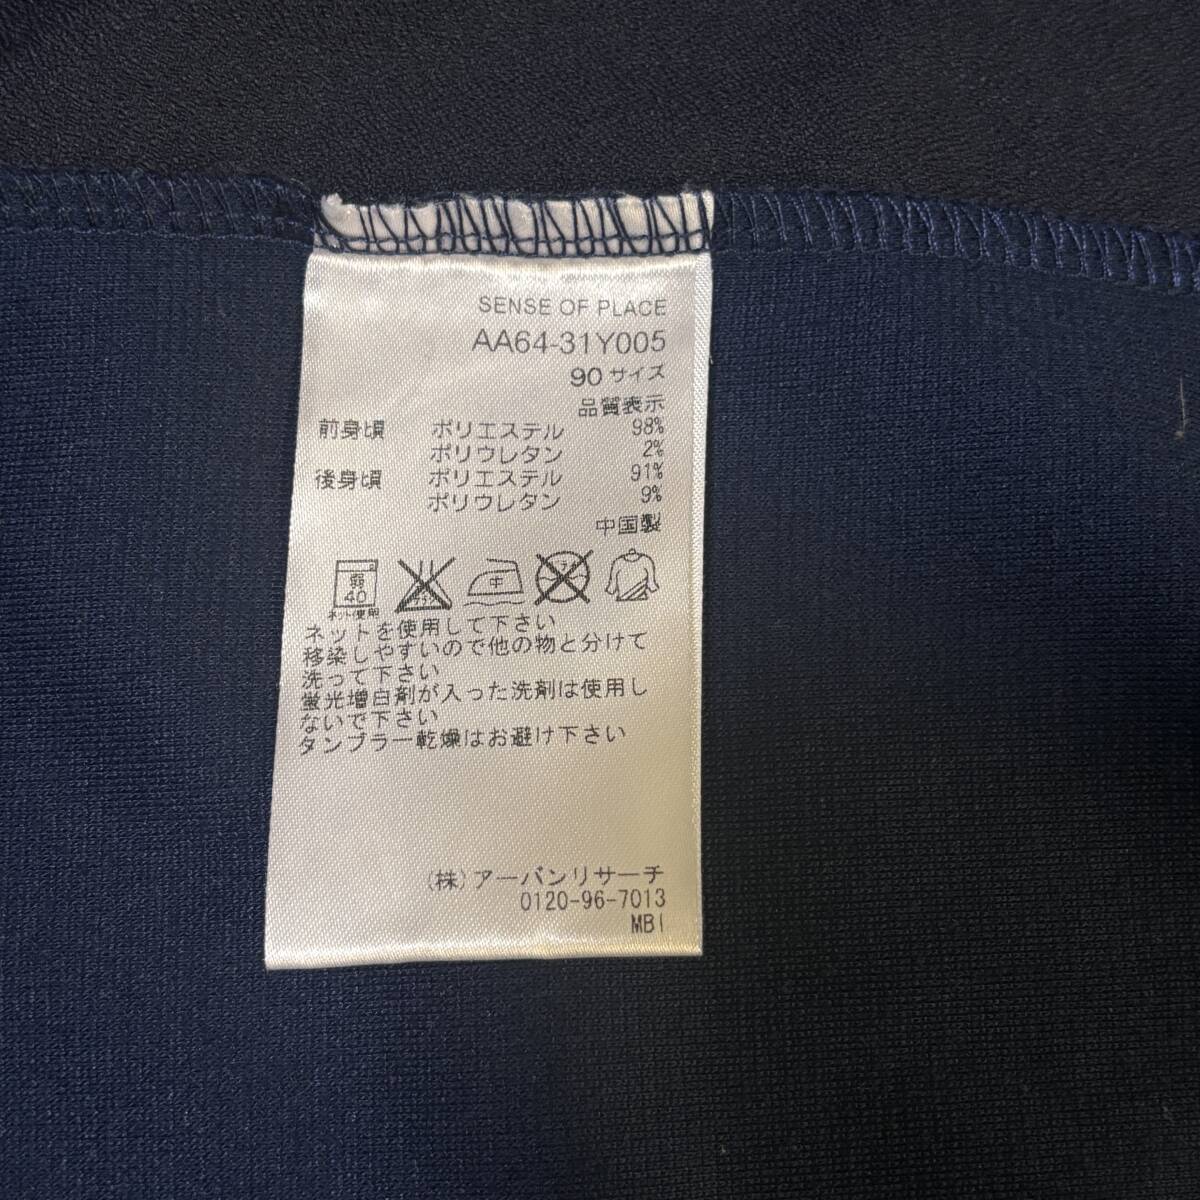 SENSE OF PLACE
AA64-31Y005
90 サイズ
品質表示
前身頃 ポリエステル 98%
ポリウレタン 2%
後身頃 ポリエステル 91%
ポリウレタン 9%
中国製
弱 中
40
ネット使用
ネットを使用して下さい
移染しやすいので他の物と分けて
洗って下さい
蛍光増白剤が入った洗剤は使用し
ないで下さい
タンブラー乾燥はお避け下さい
(株)アーバンリサーチ
0120-96-7013
MBI